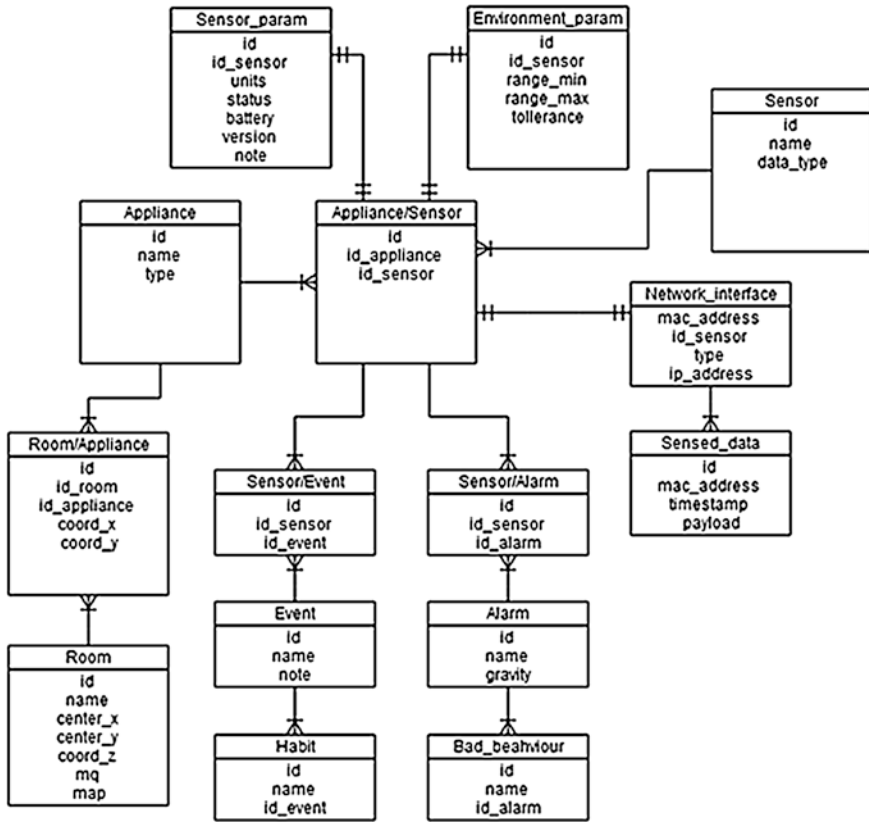 Sensor_param
id
id_sensor
units
status
battery
version
note
Environment_param
id
id_sensor
range_min
range_max
tollerance
Sensor
id
name
data_type
Appliance
id
name
type
Appliance/Sensor
id
id_appliance
id_sensor
Network_interface
mac_address
id_sensor
type
ip_address
Room/Appliance
id
id_room
id_appliance
coord_x
coord_y
Sensor/Event
id
id_sensor
id_event
Sensor/Alarm
id
id_sensor
id_alarm
Sensed_data
id
mac_address
timestamp
payload
Room
id
name
center_x
center_y
coord_z
mq
map
Event
id
name
note
Alarm
id
name
gravity
Habit
id
name
id_event
Bad_beahviour
id
name
id_alarm